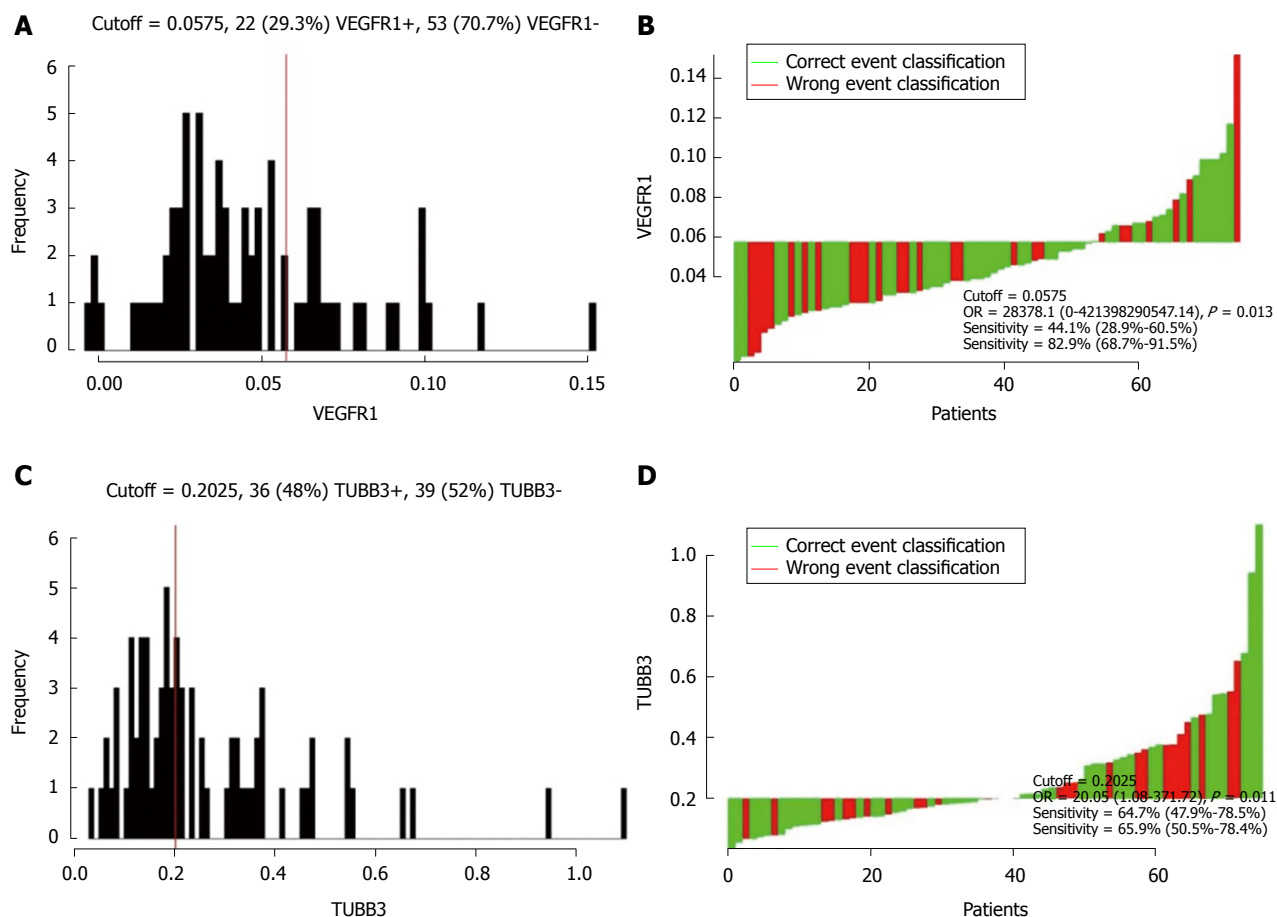 A
Cutoff = 0.0575, 22 (29.3%) VEGFR1+, 53 (70.7%) VEGFR1-
6
5
4
3
2
1
0
Frequency
0.00 0.05 0.10 0.15
VEGFR1
B
Correct event classification
Wrong event classification
0.14
0.12
0.10
0.08
0.06
0.04
VEGFR1
Cutoff = 0.0575
OR = 28378.1 (0-421398290547.14), P = 0.013
Sensitivity = 44.1% (28.9%-60.5%)
Sensitivity = 82.9% (68.7%-91.5%)
0 20 40 60
Patients
C
Cutoff = 0.2025, 36 (48%) TUBB3+, 39 (52%) TUBB3-
6
5
4
3
2
1
0
Frequency
0.0 0.2 0.4 0.6 0.8 1.0
TUBB3
D
Correct event classification
Wrong event classification
1.0
0.8
0.6
0.4
0.2
TUBB3
Cutoff = 0.2025
OR = 20.05 (1.08-371.72), P = 0.011
Sensitivity = 64.7% (47.9%-78.5%)
Sensitivity = 65.9% (50.5%-78.4%)
0 20 40 60
Patients